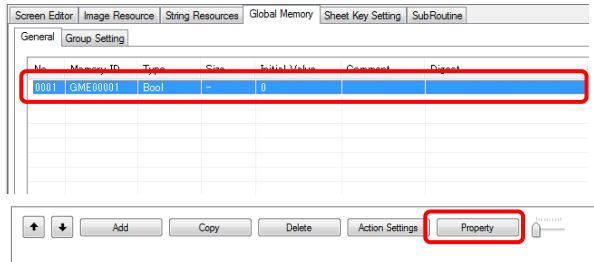 Screen Editor Image Resource String Resources Global Memory Sheet Key Setting SubRoutine
General Group Setting
No Memory ID Type Size Initial Value Comment Digest
0001 GME00001 Bool - 0
Add Copy Delete Action Settings Property